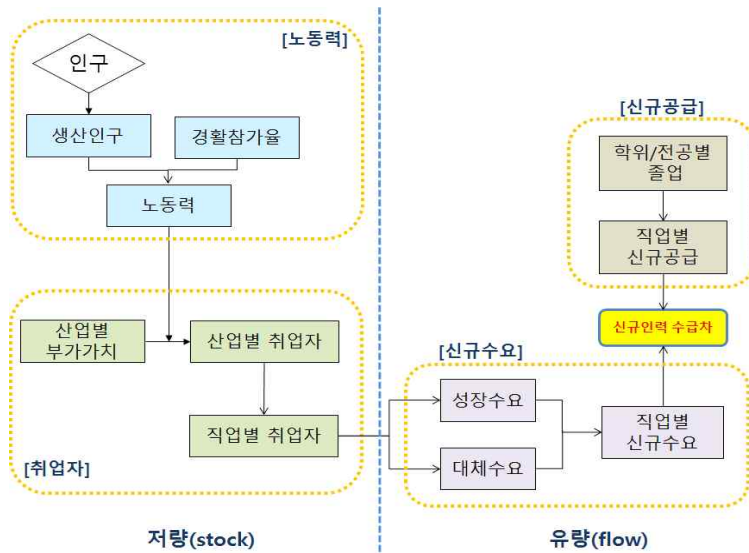 [노동력]
인구
생산인구
경활참가율
노동력
산업별
부가가치
산업별 취업자
직업별 취업자
[취업자]
저량(stock)
[신규공급]
학위/전공별
졸업
직업별
신규공급
신규인력 수급차
[신규수요]
성장수요
대체수요
직업별
신규수요
유량(flow)